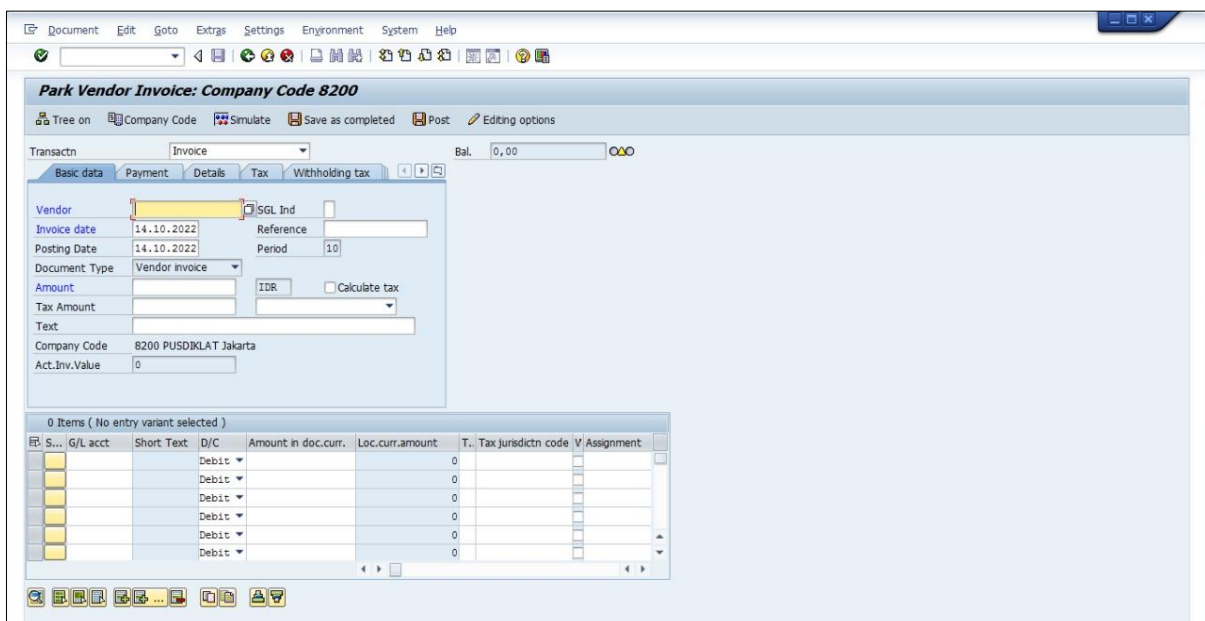 Document Edit Goto Extras Settings Environment System Help
Park Vendor Invoice: Company Code 8200
Tree on Company Code Simulate Save as completed Post Editing options
Transactn Invoice Bal. 0,00
Basic data Payment Details Tax Withholding tax
Vendor SGL Ind
Invoice date 14.10.2022 Reference
Posting Date 14.10.2022 Period 10
Document Type Vendor invoice
Amount IDR Calculate tax
Tax Amount
Text
Company Code 8200 PUSDIKLAT Jakarta
Act.Inv.Value 0
0 Items ( No entry variant selected )
S... G/L acct Short Text D/C Amount in doc.curr. Loc.curr.amount T.. Tax jurisdictn code V Assignment
Debit 0
Debit 0
Debit 0
Debit 0
Debit 0
Debit 0
...